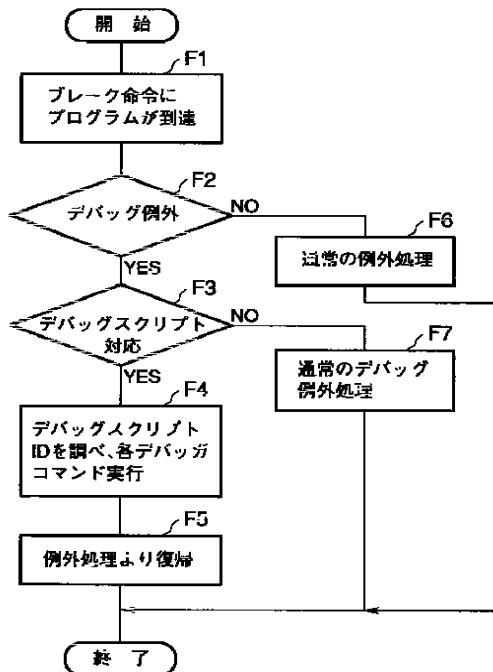 開 始
F1
ブレーク命令に
プログラムが到達
F2
デバッグ例外
NO
F6
通常の例外処理
YES
F3
デバッグスクリプト
対応
NO
F7
通常のデバッグ
例外処理
YES
F4
デバッグスクリプト
IDを調べ、各デバッガ
コマンド実行
F5
例外処理より復帰
終 了